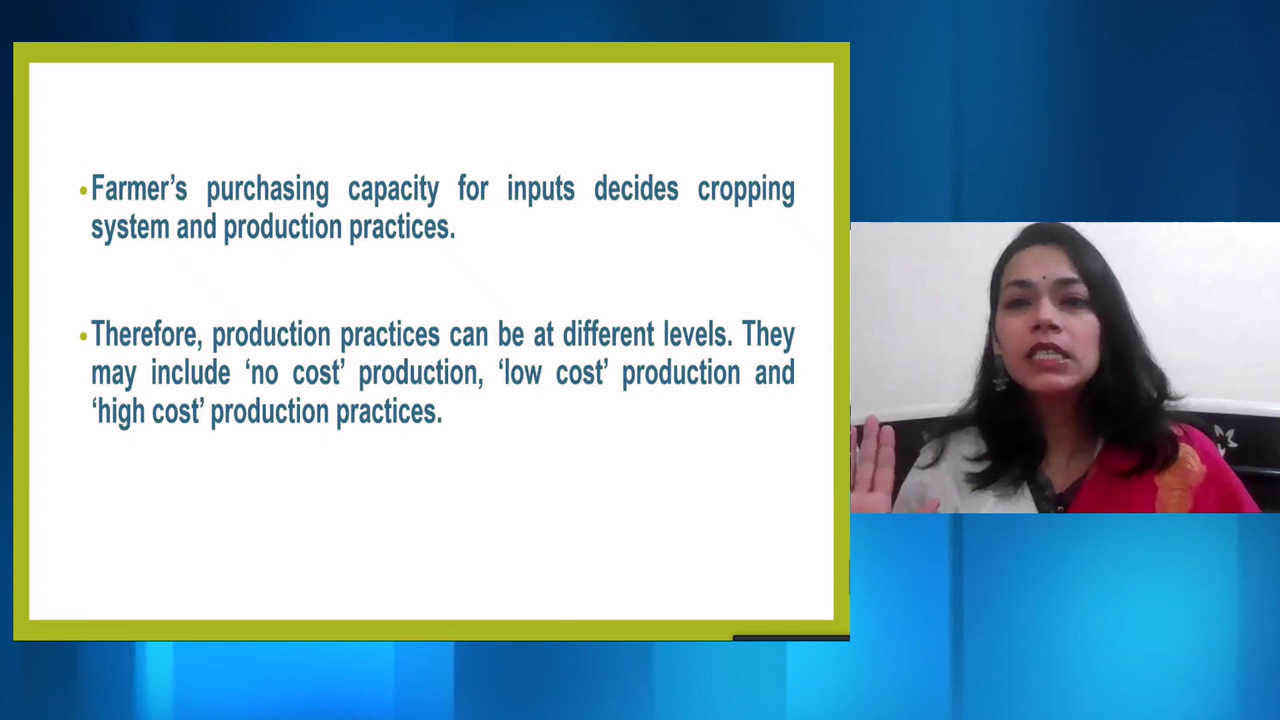 •Farmer’s purchasing capacity for inputs decides cropping
system and production practices.
•Therefore, production practices can be at different levels. They
may include ‘no cost’ production, ‘low cost’ production and
‘high cost’ production practices.